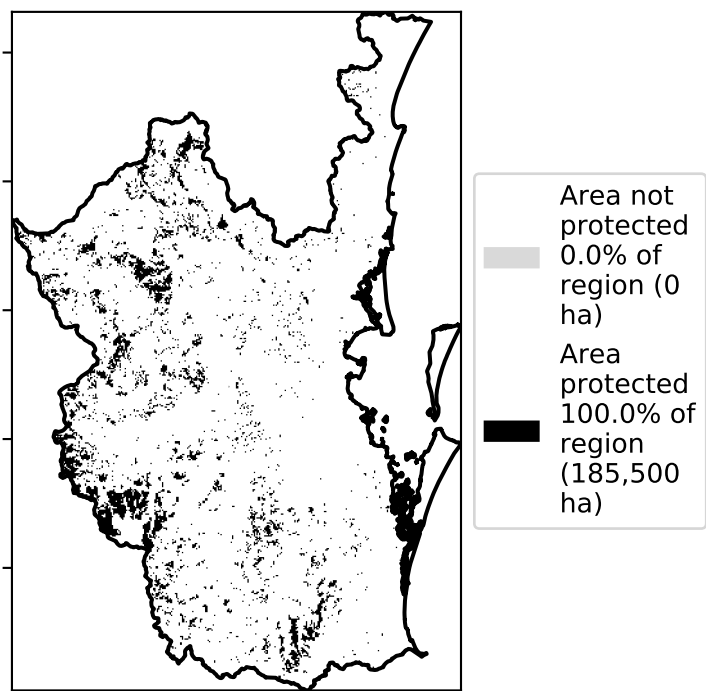 Area not
protected
0.0% of
region (0
ha)
Area
protected
100.0% of
region
(185,500
ha)